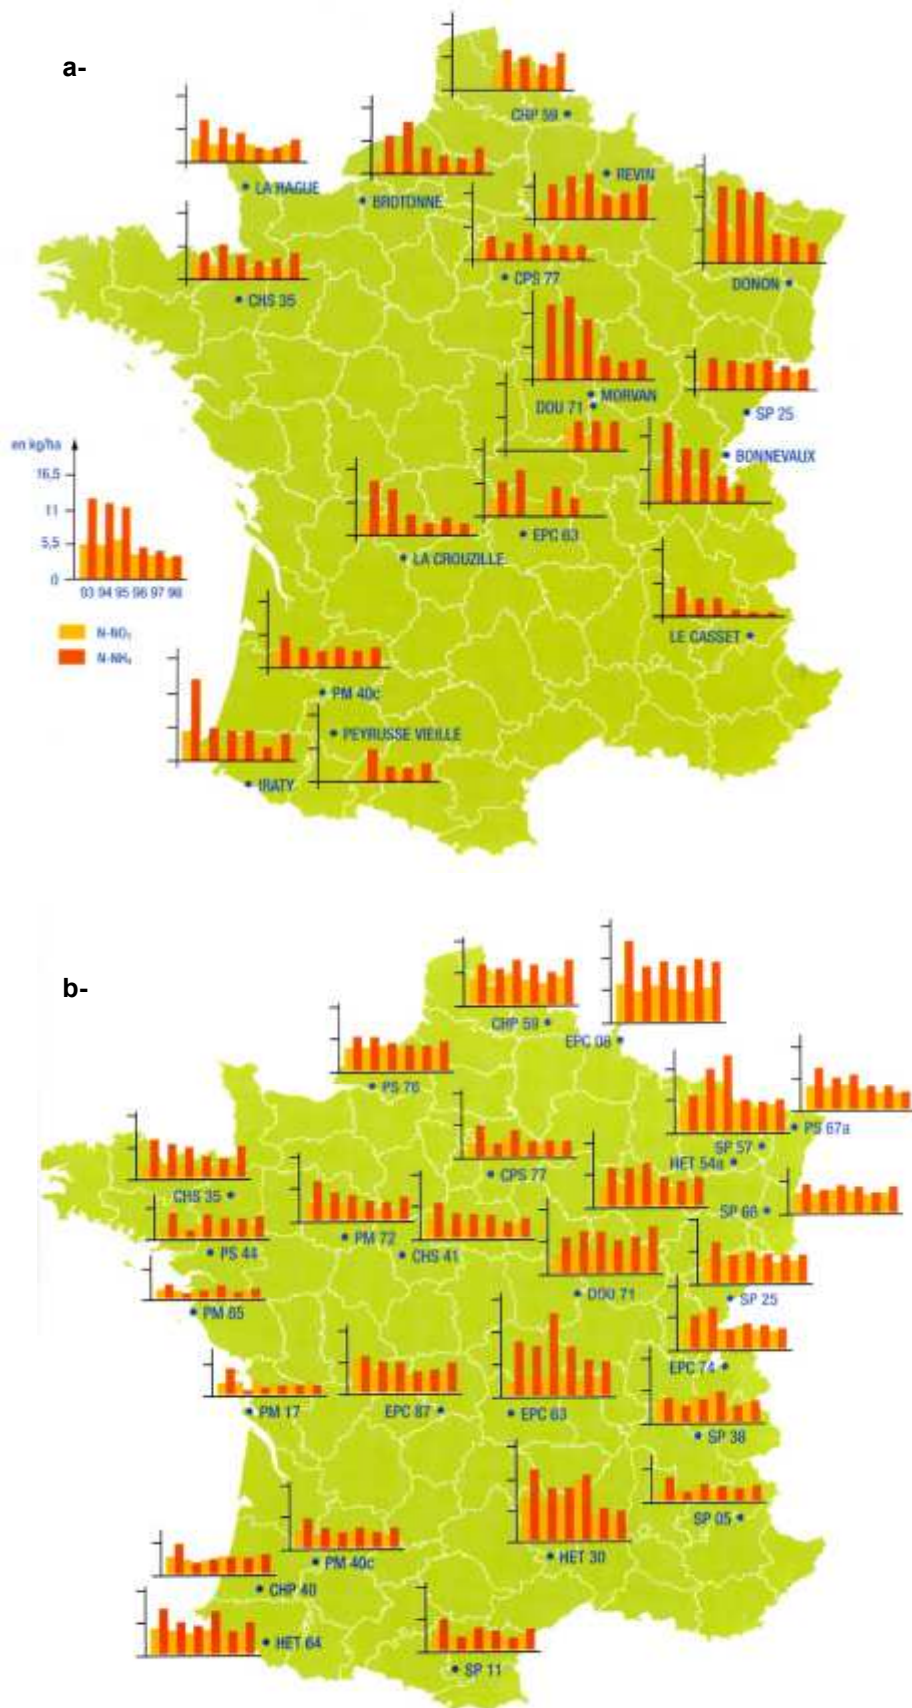 a-
CHP 59
LA HAGUE
BROTONNE
REVIN
CPS 77
DONON
CHS 35
MORVAN
DOU 71
SP 25
BONNEVAUX
en kg/ha
16,5
11
5,5
0
93 94 95 96 97 98
EPC 63
LA CROUZILLE
N-NO₃
N-NH₄
LE CASSET
PM 40c
PEYRUSSE VIEILLE
IRATY
b-
CHP 59
EPC 08
PS 76
PS 67a
SP 57
HET 54a
CPS 77
CHS 35
SP 68
PM 72
PS 44
CHS 41
DOU 71
SP 25
PM 85
EPC 74
PM 17
EPC 87
EPC 63
SP 38
SP 05
HET 30
PM 40c
CHP 40
HET 64
SP 11